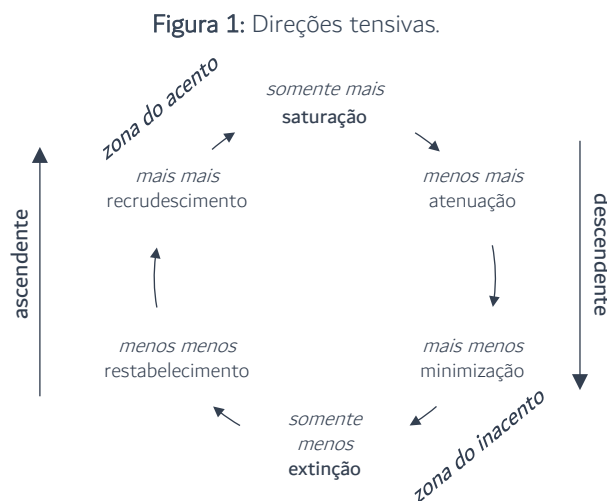 Figura 1: Direções tensivas.
zona do acento
somente mais
saturação
mais mais
recrudescimento
menos mais
atenuação
ascendente
descendente
menos menos
restabelecimento
mais menos
minimização
somente
menos
extinção
zona do inacento